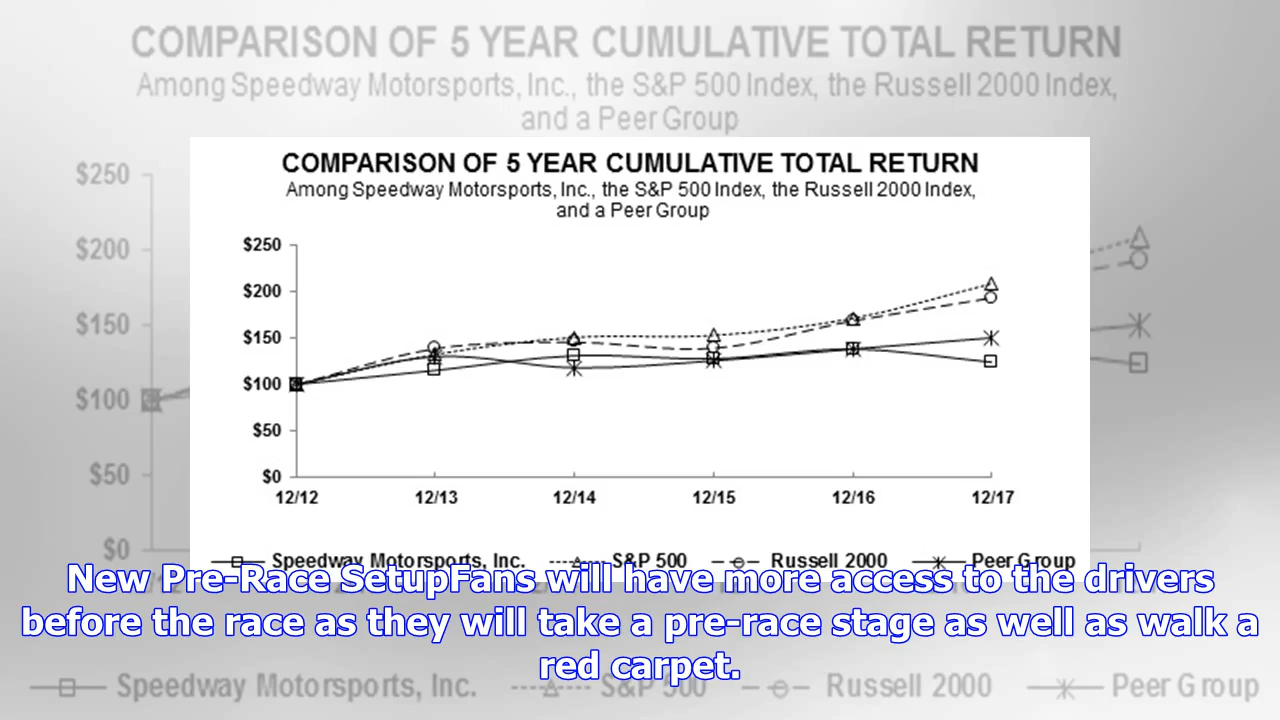 COMPARISON OF 5 YEAR CUMULATIVE TOTAL RETURN
Among Speedway Motorsports, Inc., the S&P 500 Index, the Russell 2000 Index,
and a Peer Group
$250
$200
$150
$100
$50
$0
COMPARISON OF 5 YEAR CUMULATIVE TOTAL RETURN
Among Speedway Motorsports, Inc., the S&P 500 Index, the Russell 2000 Index,
and a Peer Group
$250
$200
$150
$100
$50
$0
12/12 12/13 12/14 12/15 12/16 12/17
Speedway Motorsports, Inc. S&P 500 Russell 2000 Peer Group
New Pre-Race SetupFans will have more access to the drivers
before the race as they will take a pre-race stage as well as walk a
red carpet.
Speedway Motorsports, Inc. S&P 500 Russell 2000 Peer Group